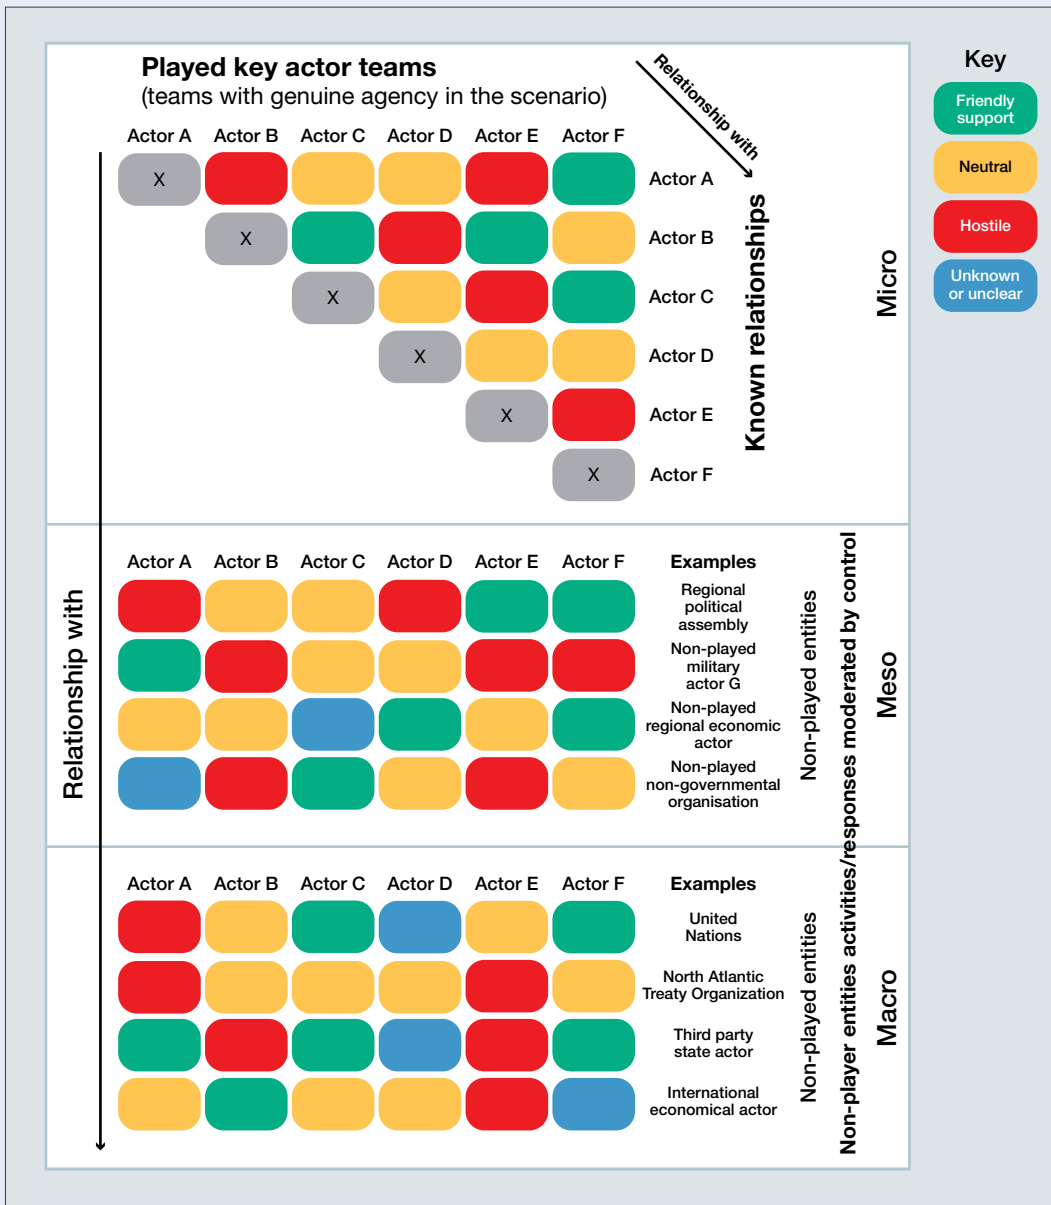 Played key actor teams
(teams with genuine agency in the scenario)
Relationship with
Key
Friendly
support
Neutral
Hostile
Unknown
or unclear
Actor A Actor B Actor C Actor D Actor E Actor F
X Actor A
X Actor B
X Actor C
X Actor D
X Actor E
X Actor F
Known relationships
Micro
Relationship with
Actor A Actor B Actor C Actor D Actor E Actor F Examples
Regional
political
assembly
Non-played
military
actor G
Non-played
regional economic
actor
Non-played
non-governmental
organisation
Non-played entities
Meso
Non-player entities activities/responses moderated by control
Actor A Actor B Actor C Actor D Actor E Actor F Examples
United
Nations
North Atlantic
Treaty Organization
Third party
state actor
International
economical actor
Non-played entities
Macro